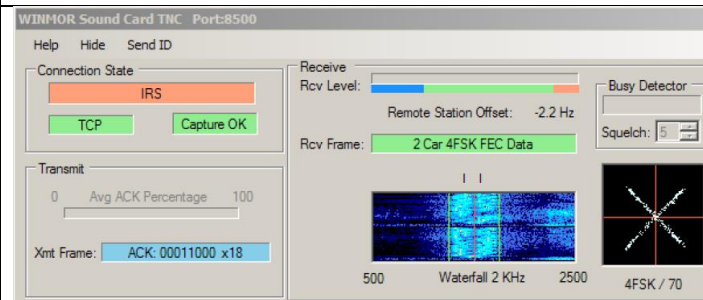 WINMOR Sound Card TNC Port:8500
Help Hide Send ID
Connection State
IRS
TCP Capture OK
Transmit
0 Avg ACK Percentage 100
Xmt Frame: ACK: 00011000 x18
Receive
Rcv Level:
Remote Station Offset: -2.2 Hz
Rcv Frame: 2 Car 4FSK FEC Data
500 Waterfall 2 KHz 2500
Busy Detector
Squelch: 5
4FSK / 70